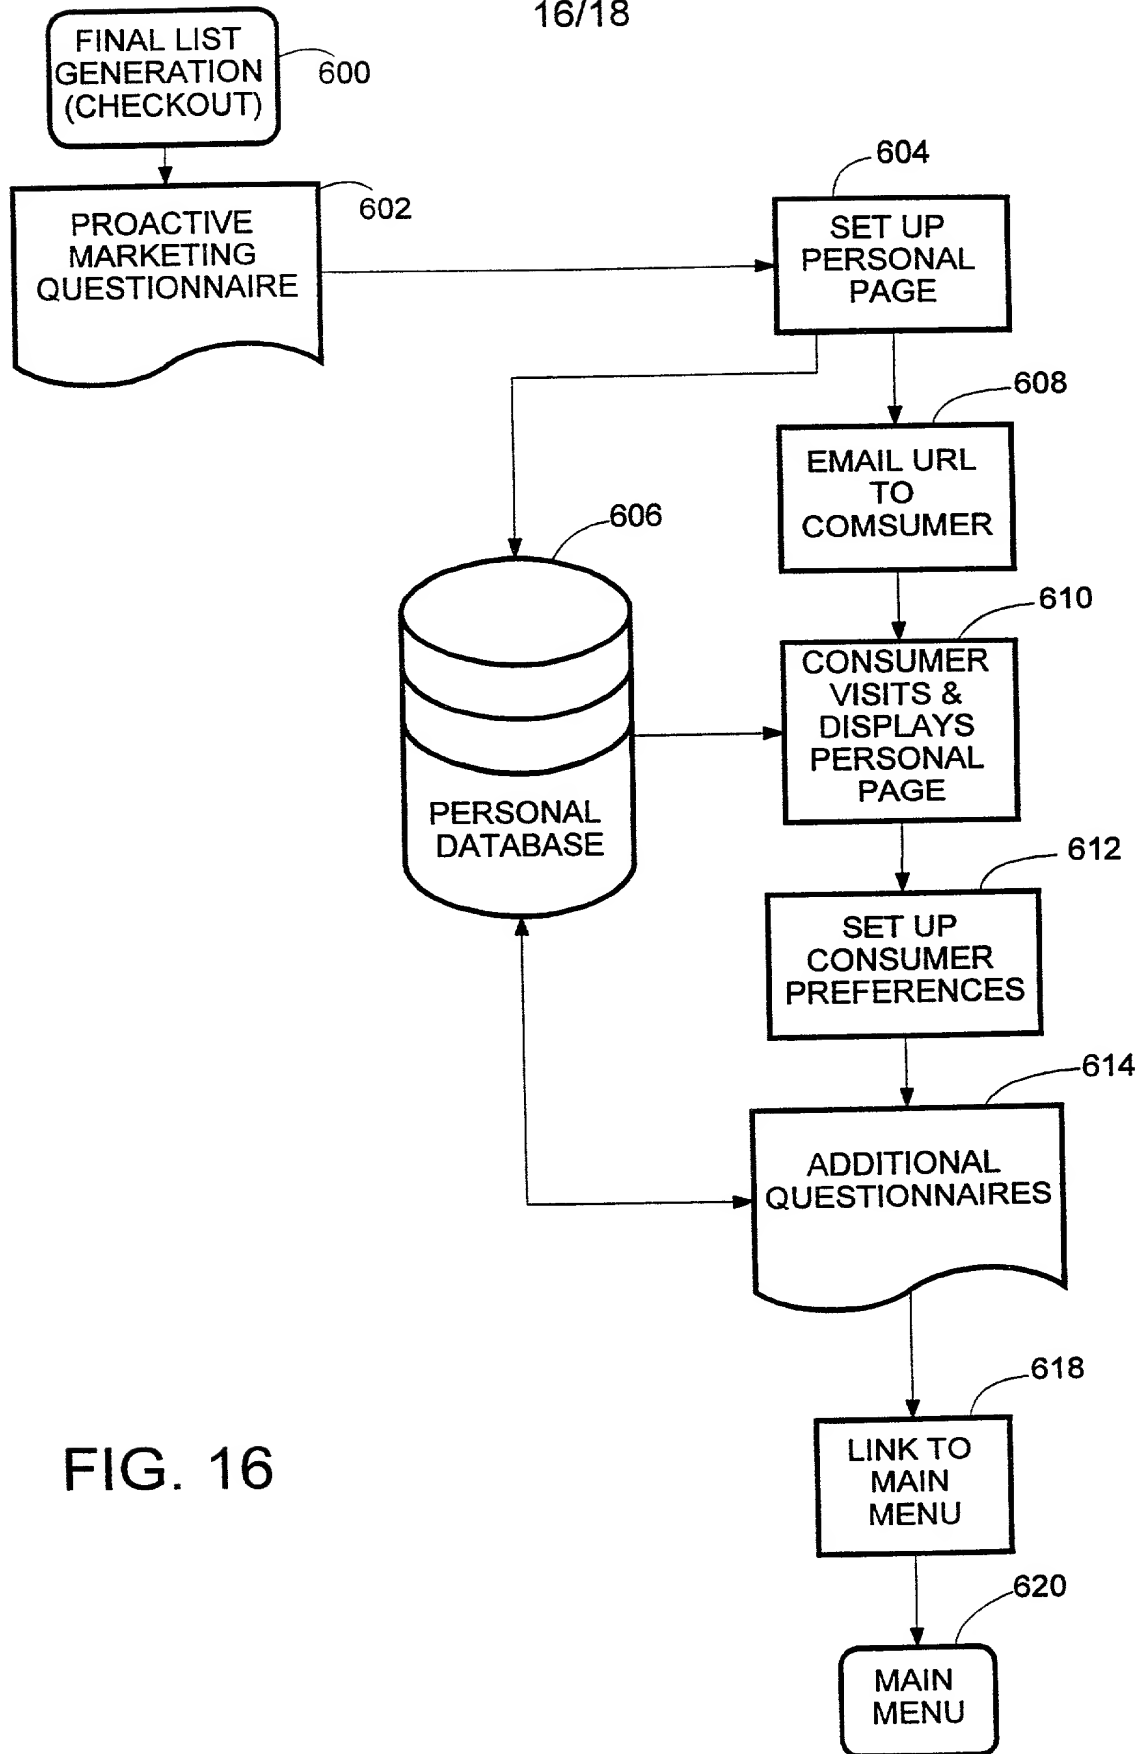 16/18
FINAL LIST
GENERATION
(CHECKOUT)
600
PROACTIVE
MARKETING
QUESTIONNAIRE
602
604
SET UP
PERSONAL
PAGE
608
EMAIL URL
TO
COMSUMER
606
PERSONAL
DATABASE
610
CONSUMER
VISITS &
DISPLAYS
PERSONAL
PAGE
612
SET UP
CONSUMER
PREFERENCES
614
ADDITIONAL
QUESTIONNAIRES
618
LINK TO
MAIN
MENU
620
MAIN
MENU
FIG. 16